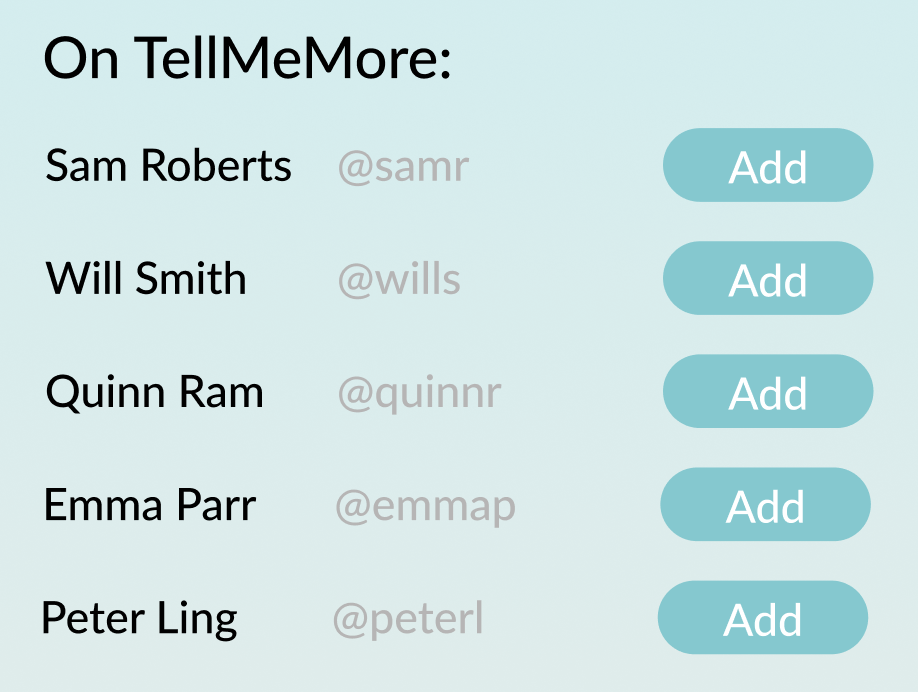 On TellMeMore:
Sam Roberts @samr Add
Will Smith @wills Add
Quinn Ram @quinnr Add
Emma Parr @emmap Add
Peter Ling @peterl Add